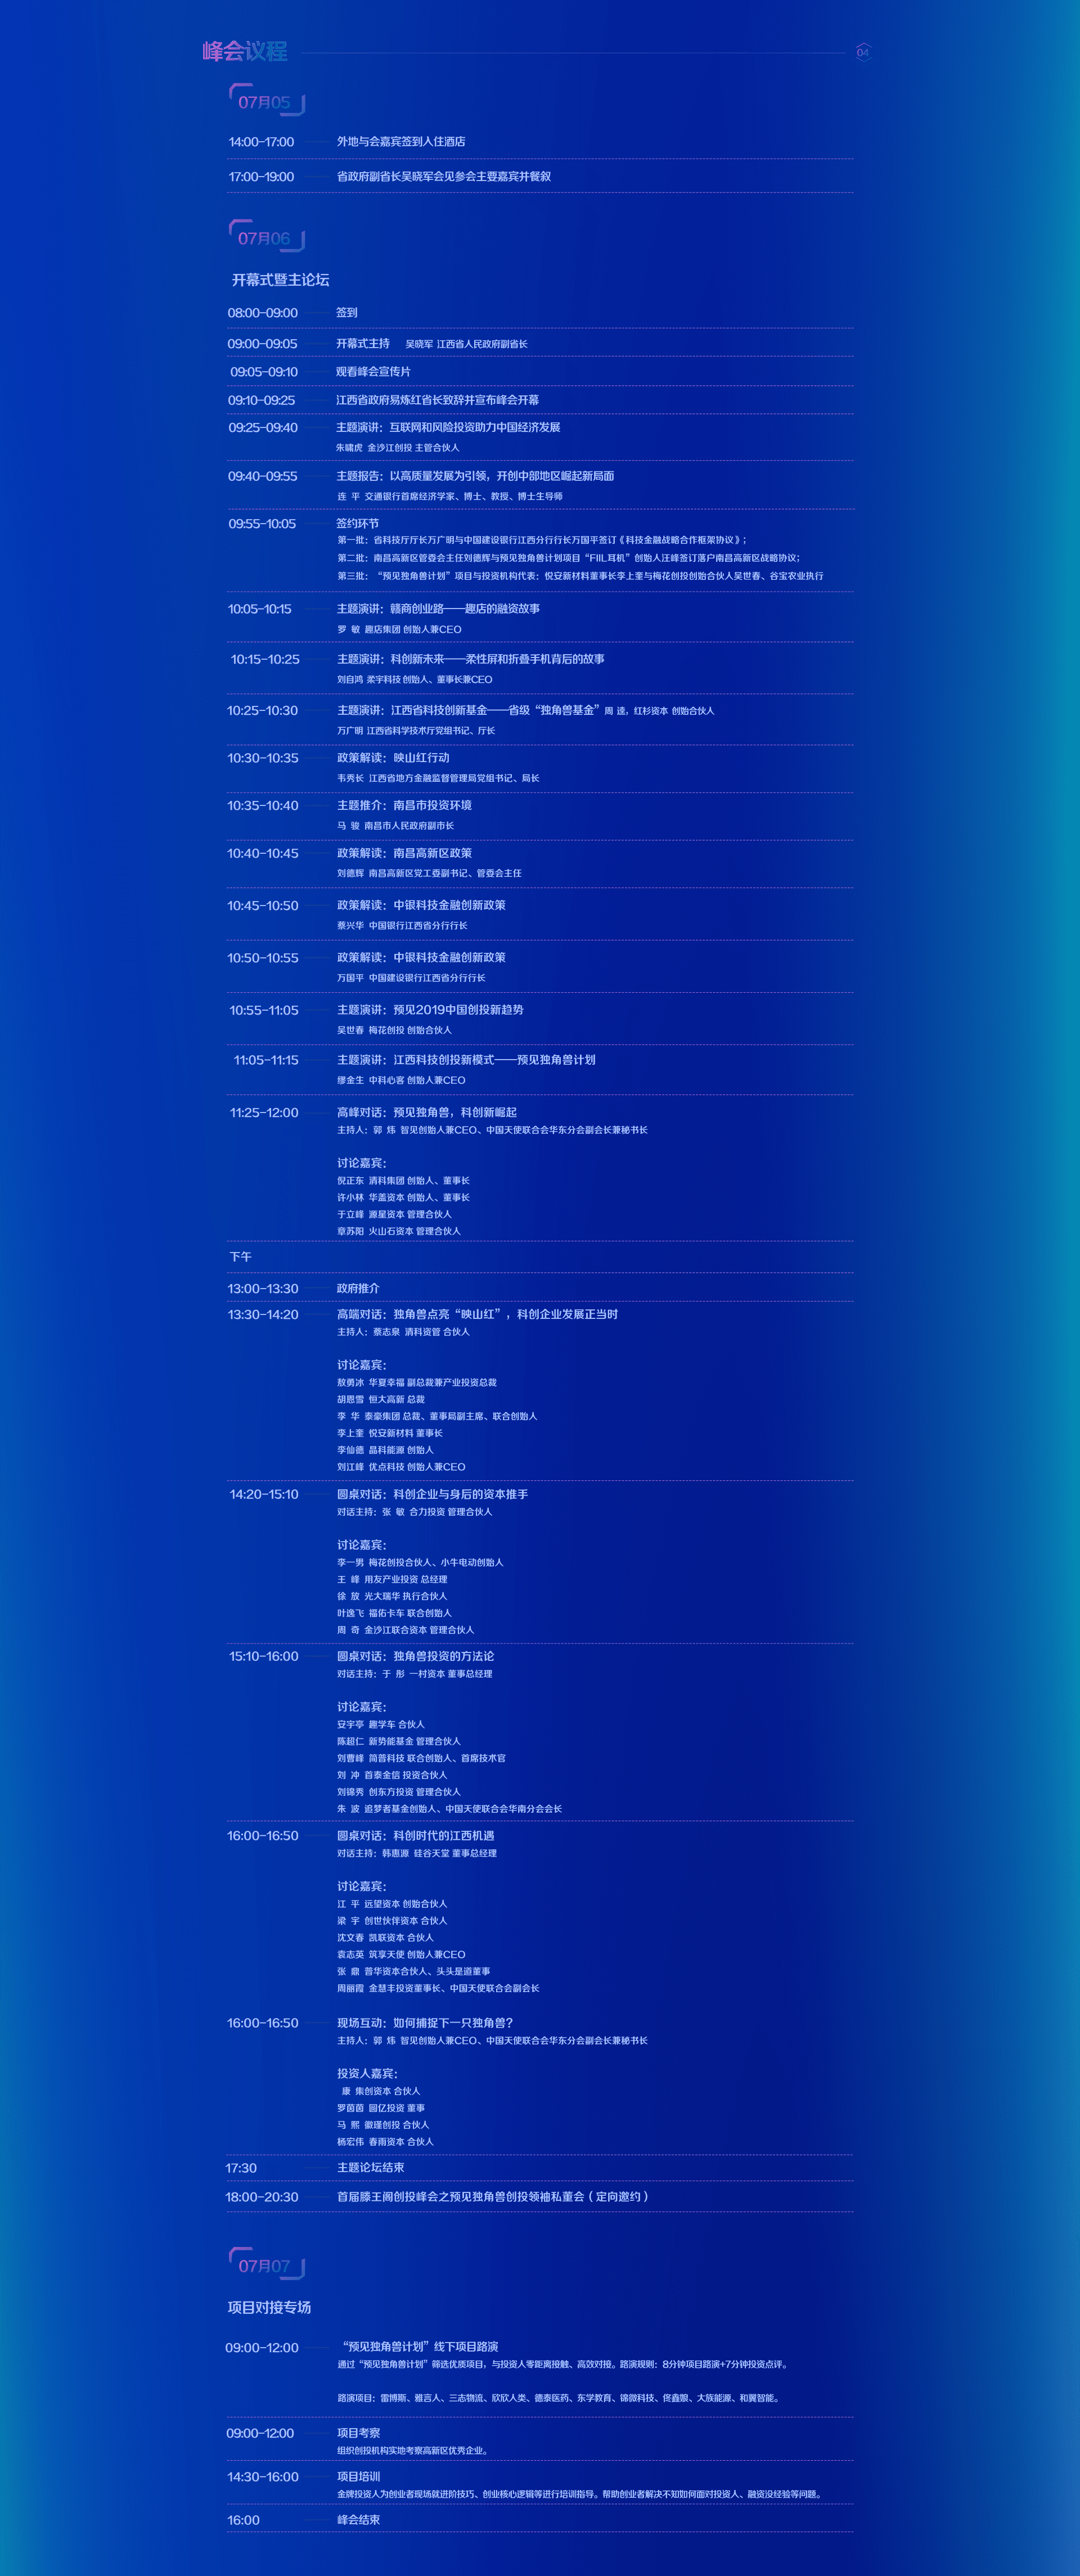 峰会议程
04
07月05
14:00-17:00 外地与会嘉宾签到入住酒店
17:00-19:00 省政府副省长吴晓军会见参会主要嘉宾并餐叙
07月06
开幕式暨主论坛
08:00-09:00 签到
09:00-09:05 开幕式主持 吴晓军 江西省人民政府副省长
09:05-09:10 观看峰会宣传片
09:10-09:25 江西省政府易炼红省长致辞并宣布峰会开幕
09:25-09:40 主题演讲：互联网和风险投资助力中国经济发展
朱啸虎 金沙江创投 主管合伙人
09:40-09:55 主题报告：以高质量发展为引领，开创中部地区崛起新局面
连 平 交通银行首席经济学家、博士、教授、博士生导师
09:55-10:05 签约环节
第一批：省科技厅厅长万广明与中国建设银行江西分行行长万国平签订《科技金融战略合作框架协议》；
第二批：南昌高新区管委会主任刘德辉与预见独角兽计划项目“FIIL耳机”创始人汪峰签订落户南昌高新区战略协议；
第三批：“预见独角兽计划”项目与投资机构代表：悦安新材料董事长李上奎与梅花创投创始合伙人吴世春、谷宝农业执行
10:05-10:15 主题演讲：赣商创业路——趣店的融资故事
罗 敏 趣店集团 创始人兼CEO
10:15-10:25 主题演讲：科创新未来——柔性屏和折叠手机背后的故事
刘自鸿 柔宇科技 创始人、董事长兼CEO
10:25-10:30 主题演讲：江西省科技创新基金——省级“独角兽基金”周 逵，红杉资本 创始合伙人
万广明 江西省科学技术厅党组书记、厅长
10:30-10:35 政策解读：映山红行动
韦秀长 江西省地方金融监督管理局党组书记、局长
10:35-10:40 主题推介：南昌市投资环境
马 骏 南昌市人民政府副市长
10:40-10:45 政策解读：南昌高新区政策
刘德辉 南昌高新区党工委副书记、管委会主任
10:45-10:50 政策解读：中银科技金融创新政策
蔡兴华 中国银行江西省分行行长
10:50-10:55 政策解读：中银科技金融创新政策
万国平 中国建设银行江西省分行行长
10:55-11:05 主题演讲：预见2019中国创投新趋势
吴世春 梅花创投 创始合伙人
11:05-11:15 主题演讲：江西科技创投新模式——预见独角兽计划
缪金生 中科心客 创始人兼CEO
11:25-12:00 高峰对话：预见独角兽，科创新崛起
主持人：郭 炜 智见创始人兼CEO、中国天使联合会华东分会副会长兼秘书长
讨论嘉宾：
倪正东 清科集团 创始人、董事长
许小林 华盖资本 创始人、董事长
于立峰 源星资本 管理合伙人
章苏阳 火山石资本 管理合伙人
下午
13:00-13:30 政府推介
13:30-14:20 高端对话：独角兽点亮“映山红”，科创企业发展正当时
主持人：蔡志泉 清科资管 合伙人
讨论嘉宾：
敖勇冰 华夏幸福 副总裁兼产业投资总裁
胡恩雪 恒大高新 总裁
李 华 泰豪集团 总裁、董事局副主席、联合创始人
李上奎 悦安新材料 董事长
李仙德 晶科能源 创始人
刘江峰 优点科技 创始人兼CEO
14:20-15:10 圆桌对话：科创企业与身后的资本推手
对话主持：张 敏 合力投资 管理合伙人
讨论嘉宾：
李一男 梅花创投合伙人、小牛电动创始人
王 峰 用友产业投资 总经理
徐 放 光大瑞华 执行合伙人
叶逸飞 福佑卡车 联合创始人
周 奇 金沙江联合资本 管理合伙人
15:10-16:00 圆桌对话：独角兽投资的方法论
对话主持：于 彤 一村资本 董事总经理
讨论嘉宾：
安宇亭 趣学车 合伙人
陈超仁 新势能基金 管理合伙人
刘曹峰 简普科技 联合创始人、首席技术官
刘 冲 首泰金信 投资合伙人
刘锦秀 创东方投资 管理合伙人
朱 波 追梦者基金创始人、中国天使联合会华南分会会长
16:00-16:50 圆桌对话：科创时代的江西机遇
对话主持：韩惠源 硅谷天堂 董事总经理
讨论嘉宾：
江 平 远望资本 创始合伙人
梁 宇 创世伙伴资本 合伙人
沈文春 凯联资本 合伙人
袁志英 筑享天使 创始人兼CEO
张 鼎 普华资本合伙人、头头是道董事
周丽霞 金慧丰投资董事长、中国天使联合会副会长
16:00-16:50 现场互动：如何捕捉下一只独角兽？
主持人：郭 炜 智见创始人兼CEO、中国天使联合会华东分会副会长兼秘书长
投资人嘉宾：
康 集创资本 合伙人
罗茵茵 圆亿投资 董事
马 熙 徽瑾创投 合伙人
杨宏伟 春雨资本 合伙人
17:30 主题论坛结束
18:00-20:30 首届滕王阁创投峰会之预见独角兽创投领袖私董会（定向邀约）
07月07
项目对接专场
09:00-12:00 “预见独角兽计划”线下项目路演
通过“预见独角兽计划”筛选优质项目，与投资人零距离接触、高效对接。路演规则：8分钟项目路演+7分钟投资点评。
路演项目：雷博斯、雅言人、三志物流、欣欣人类、德泰医药、东学教育、锦微科技、佟鑫煅、大族能源、和翼智能。
09:00-12:00 项目考察
组织创投机构实地考察高新区优秀企业。
14:30-16:00 项目培训
金牌投资人为创业者现场就进阶技巧、创业核心逻辑等进行培训指导。帮助创业者解决不知如何面对投资人、融资没经验等问题。
16:00 峰会结束